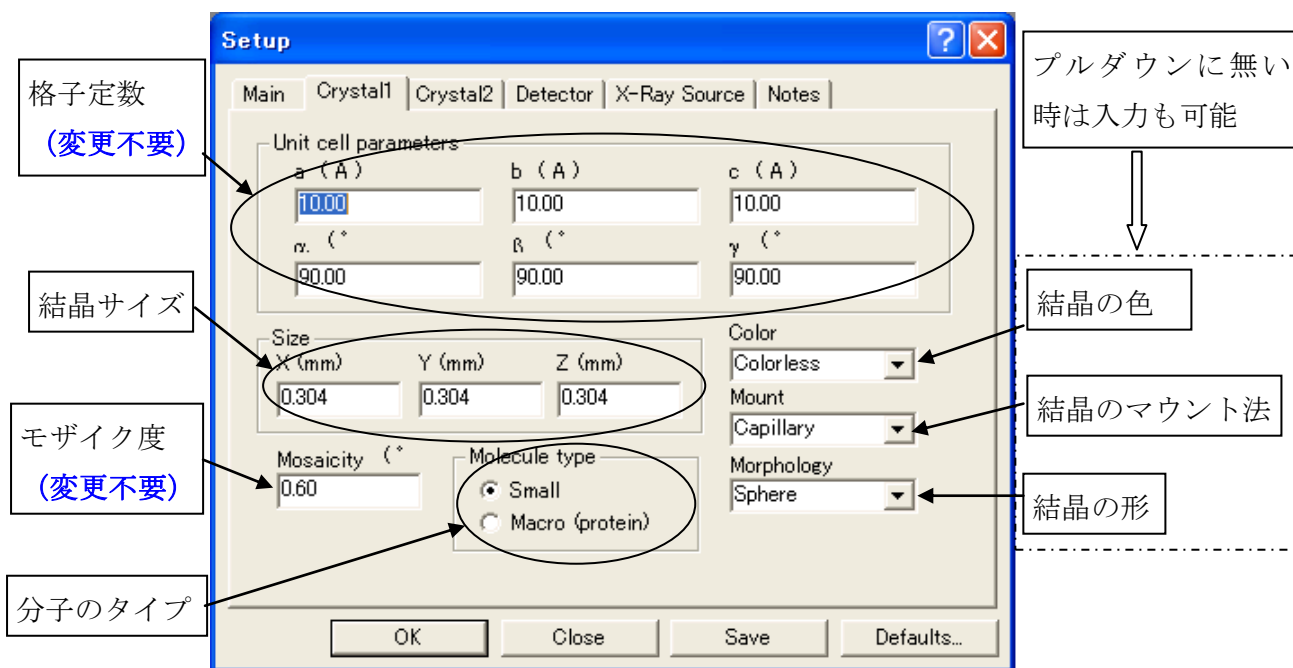 Setup
プルダウンに無い
時は入力も可能
格子定数
(変更不要)
Main Crystal1 Crystal2 Detector X-Ray Source Notes
Unit cell parameters
a (A) b (A) c (A)
10.00 10.00 10.00
α (° β (° γ (°
90.00 90.00 90.00
結晶サイズ
Size
X (mm) Y (mm) Z (mm)
0.304 0.304 0.304
Color
Colorless
結晶の色
Mount
Capillary
結晶のマウント法
Morphology
Sphere
結晶の形
モザイク度
(変更不要)
Mosaicity (°
0.60
Molecule type
Small
Macro (protein)
分子のタイプ
OK Close Save Defaults...